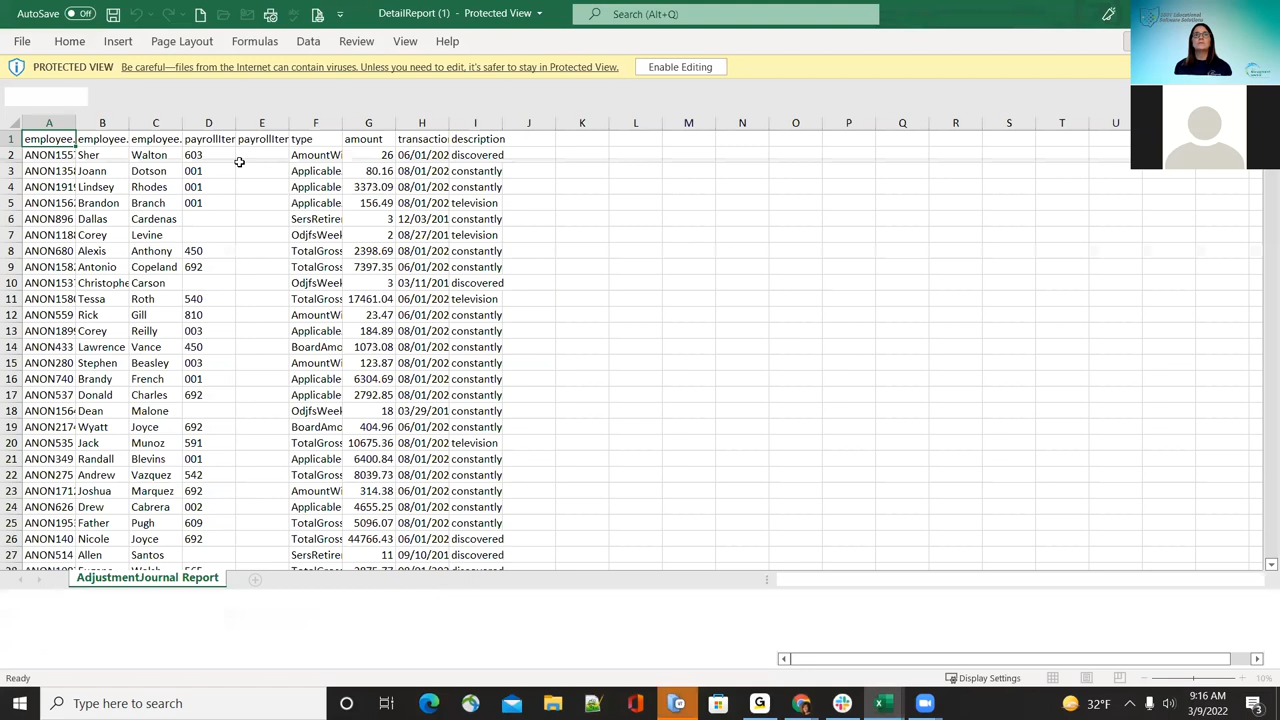 AutoSave Off DetailReport (1) - Protected View Search (Alt+Q)
File Home Insert Page Layout Formulas Data Review View Help
PROTECTED VIEW Be careful—files from the Internet can contain viruses. Unless you need to edit, it's safer to stay in Protected View. Enable Editing
A B C D E F G H I J K L M N O P Q R S T U
1 employee. employee. employee. payrollIter payrollIter type amount transaction description
2 ANON155 Sher Walton 603 AmountWi 26 06/01/202 discovered
3 ANON1358 Joann Dotson 001 Applicable. 80.16 08/01/202 constantly
4 ANON1919 Lindsey Rhodes 001 Applicable. 3373.09 08/01/202 constantly
5 ANON1562 Brandon Branch 001 Applicable. 156.49 08/01/202 television
6 ANON896 Dallas Cardenas SersRetire 3 12/03/201 constantly
7 ANON1188 Corey Levine OdjfsWeek 2 08/27/201 television
8 ANON680 Alexis Anthony 450 TotalGross 2398.69 06/01/202 constantly
9 ANON1582 Antonio Copeland 692 TotalGross 7397.35 06/01/202 constantly
10 ANON1537 Christophe Carson OdjfsWeek 3 03/11/201 discovered
11 ANON1580 Tessa Roth 540 TotalGross 17461.04 06/01/202 television
12 ANON559 Rick Gill 810 AmountWi 23.47 06/01/202 constantly
13 ANON1899 Corey Reilly 003 Applicable. 184.89 08/01/202 constantly
14 ANON433 Lawrence Vance 450 BoardAmo 1073.08 08/01/202 constantly
15 ANON280 Stephen Beasley 003 AmountWi 123.87 08/01/202 constantly
16 ANON740 Brandy French 001 Applicable. 6304.69 08/01/202 constantly
17 ANON537 Donald Charles 692 Applicable. 2792.85 08/01/202 constantly
18 ANON1564 Dean Malone OdjfsWeek 18 03/29/201 constantly
19 ANON2174 Wyatt Joyce 692 BoardAmo 404.96 06/01/202 constantly
20 ANON535 Jack Munoz 591 TotalGross 10675.36 08/01/202 television
21 ANON349 Randall Blevins 001 Applicable. 6400.84 08/01/202 constantly
22 ANON275 Andrew Vazquez 542 TotalGross 8039.73 08/01/202 constantly
23 ANON1712 Joshua Marquez 692 AmountWi 314.38 06/01/202 constantly
24 ANON626 Drew Cabrera 002 Applicable. 4655.25 08/01/202 constantly
25 ANON1953 Father Pugh 609 TotalGross 5096.07 08/01/202 constantly
26 ANON140 Nicole Joyce 692 TotalGross 44766.43 08/01/202 discovered
27 ANON514 Allen Santos SersRetire 11 09/10/201 discovered
AdjustmentJournal Report
Ready Display Settings 10%
Type here to search 32°F 9:16 AM
3/9/2022 3